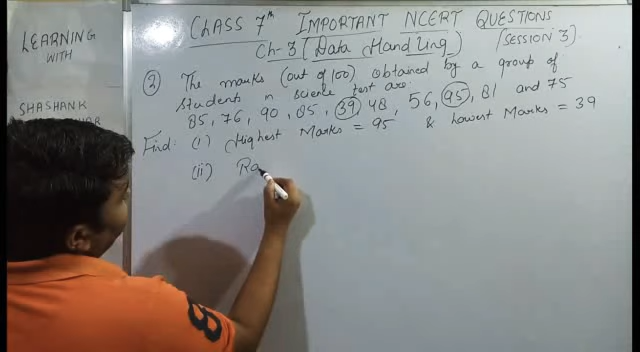 LEARNING
WITH
SHASHANK
CLASS 7th IMPORTANT NCERT QUESTIONS
Ch-3 (Data Handling) (SESSION 3).
② The marks (out of 100) obtained by a group of
students in science test are:
85, 76, 90, 85, 39, 48, 56, 95, 81 and 75
Find: (i) Highest Marks = 95 & Lowest Marks = 39
(ii) Ra
8